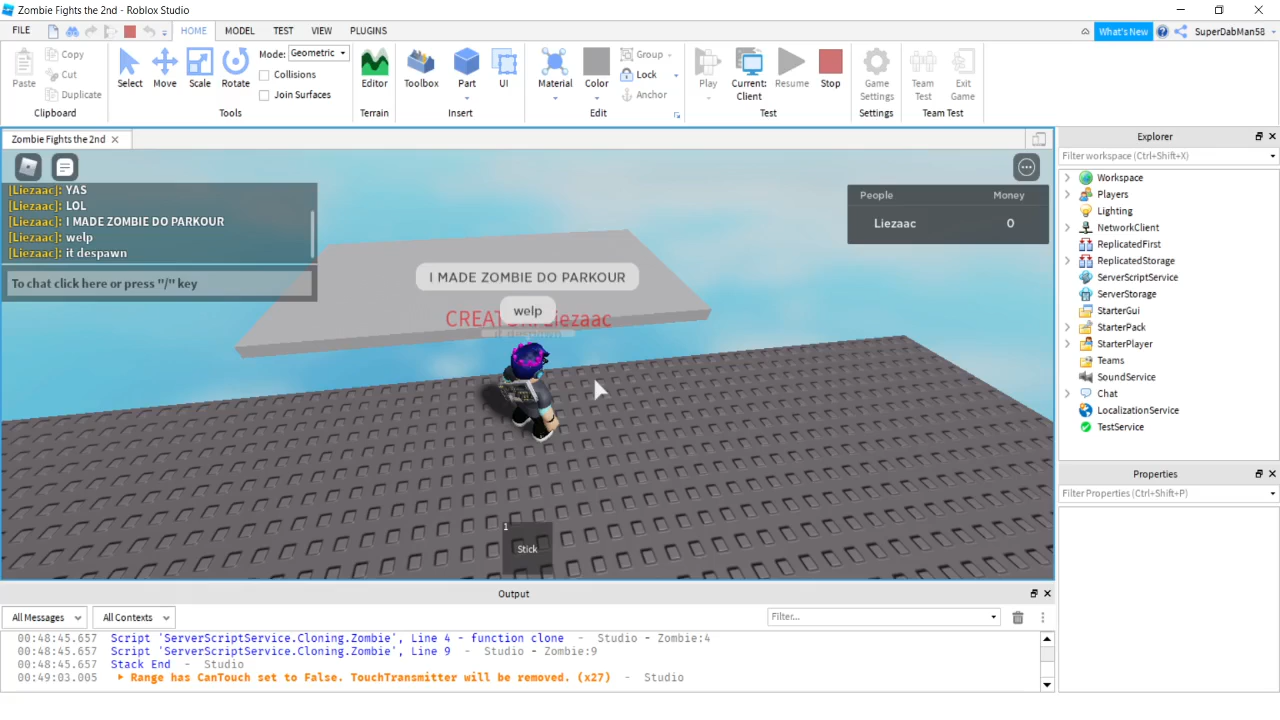 Zombie Fights the 2nd - Roblox Studio
FILE HOME MODEL TEST VIEW PLUGINS What's New SuperDabMan58
Paste Copy Cut Duplicate Clipboard
Select Move Scale Rotate Mode: Geometric Collisions Join Surfaces Tools
Editor Terrain
Toolbox Part UI Insert
Material Color Group Lock Anchor Edit
Play Current: Client Resume Stop Test
Game Settings Settings
Team Test Exit Game Team Test
Zombie Fights the 2nd
[Liezaac]: YAS
[Liezaac]: LOL
[Liezaac]: I MADE ZOMBIE DO PARKOUR
[Liezaac]: welp
[Liezaac]: it despawn
To chat click here or press "/" key
People Money
Liezaac 0
I MADE ZOMBIE DO PARKOUR
welp
it despawn
1
Stick
Explorer
Filter workspace (Ctrl+Shift+X)
Workspace
Players
Lighting
NetworkClient
ReplicatedFirst
ReplicatedStorage
ServerScriptService
ServerStorage
StarterGui
StarterPack
StarterPlayer
Teams
SoundService
Chat
LocalizationService
TestService
Properties
Filter Properties (Ctrl+Shift+P)
Output
All Messages All Contexts Filter...
00:48:45.657 Script 'ServerScriptService.Cloning.Zombie', Line 4 - function clone - Studio - Zombie:4
00:48:45.657 Script 'ServerScriptService.Cloning.Zombie', Line 9 - Studio - Zombie:9
00:48:45.657 Stack End - Studio
00:49:03.005 Range has CanTouch set to False. TouchTransmitter will be removed. (x27) - Studio